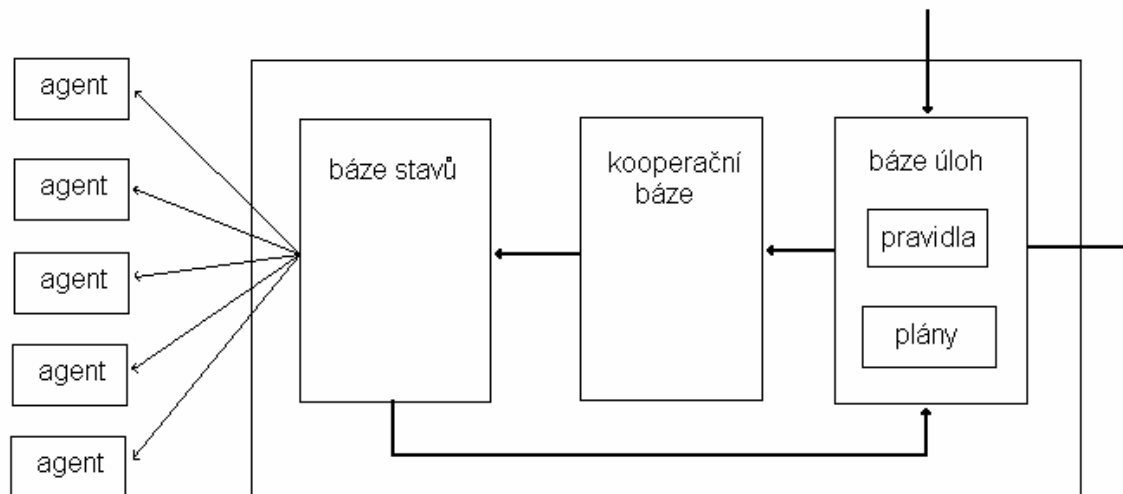 agent
agent
agent
agent
agent
báze stavů
kooperační
báze
báze úloh
pravidla
plány